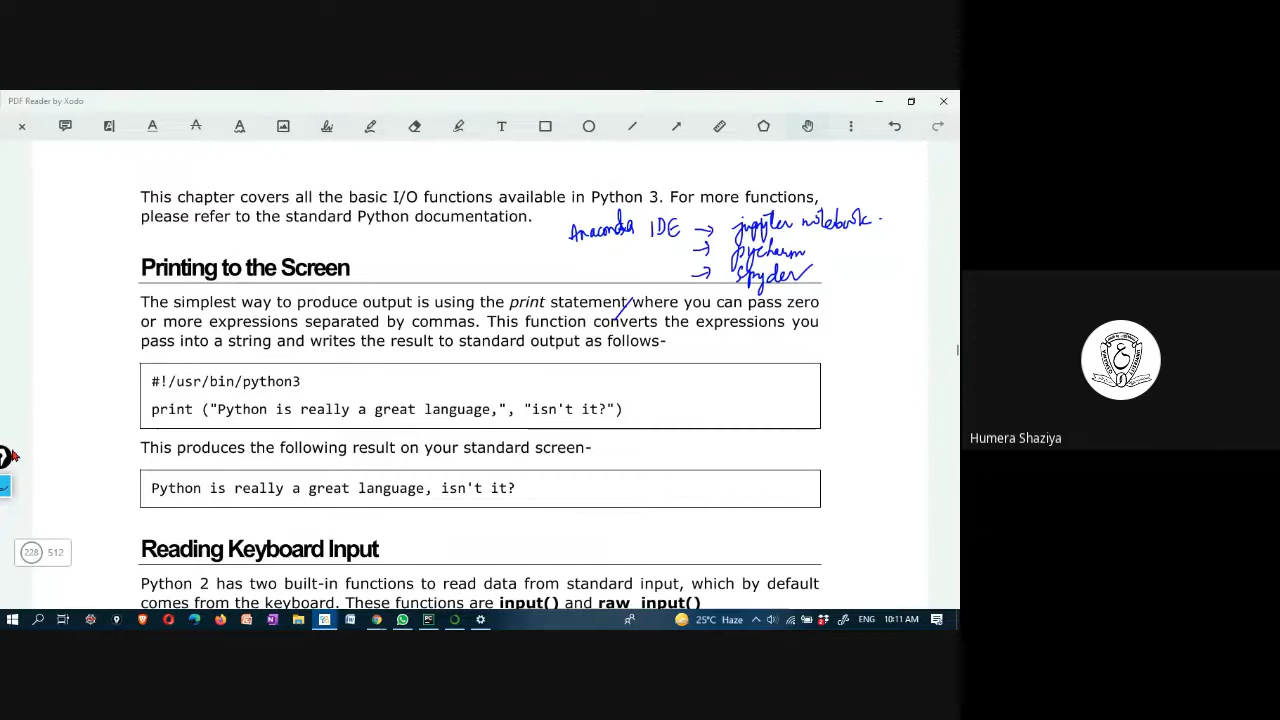 PDF Reader by Xodo
This chapter covers all the basic I/O functions available in Python 3. For more functions,
please refer to the standard Python documentation.
Anaconda IDE → jupyter notebook.
→ pycharm
→ Spyder
Printing to the Screen
The simplest way to produce output is using the print statement where you can pass zero
or more expressions separated by commas. This function converts the expressions you
pass into a string and writes the result to standard output as follows-
#!/usr/bin/python3
print ("Python is really a great language,", "isn't it?")
This produces the following result on your standard screen-
Python is really a great language, isn't it?
Reading Keyboard Input
Python 2 has two built-in functions to read data from standard input, which by default
comes from the keyboard. These functions are input() and raw_input()
228 512
25°C Haze ENG 10:11 AM
Humera Shaziya